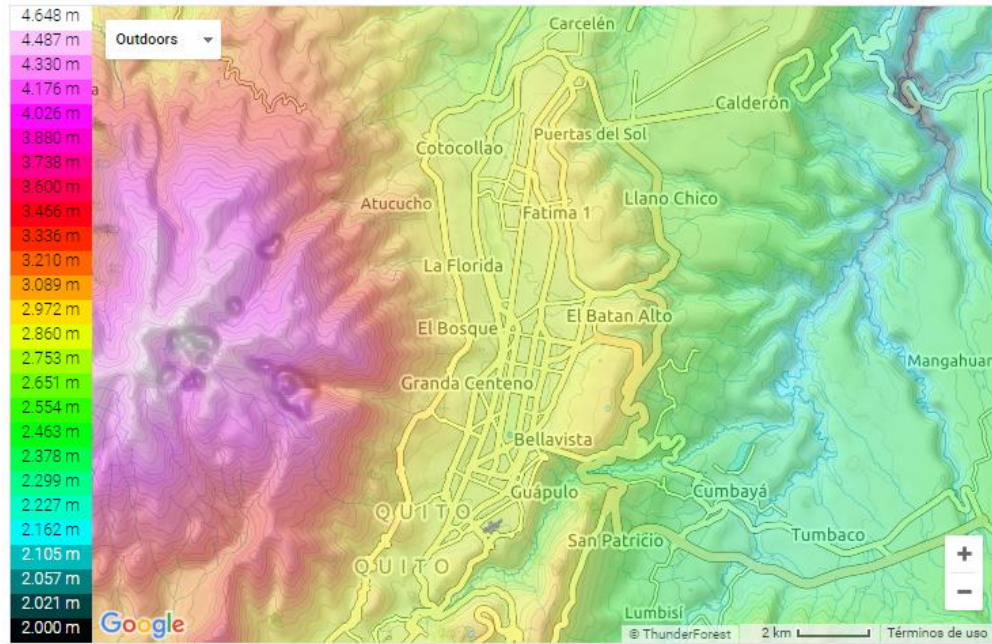 4.648 m
4.487 m
4.330 m
4.176 m
4.026 m
3.880 m
3.738 m
3.600 m
3.466 m
3.336 m
3.210 m
3.089 m
2.972 m
2.860 m
2.753 m
2.651 m
2.554 m
2.463 m
2.378 m
2.299 m
2.227 m
2.162 m
2.105 m
2.057 m
2.021 m
2.000 m
Outdoors
Carcelén
a
Calderón
Puertas del Sol
Cotocollao
Atucucho
Fatima 1
Llano Chico
La Florida
El Bosque
El Batan Alto
Mangahuan
Granda Centeno
Bellavista
Guápulo
Cumbayá
QUITO
San Patricio
Tumbaco
QUITO
Lumbisí
+
−
Google
© ThunderForest
2 km
Términos de uso